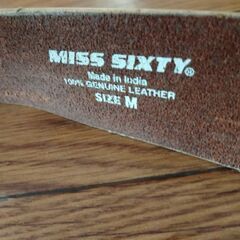 MISS SIXTY®
Made in India
100% GENUINE LEATHER
SIZE M